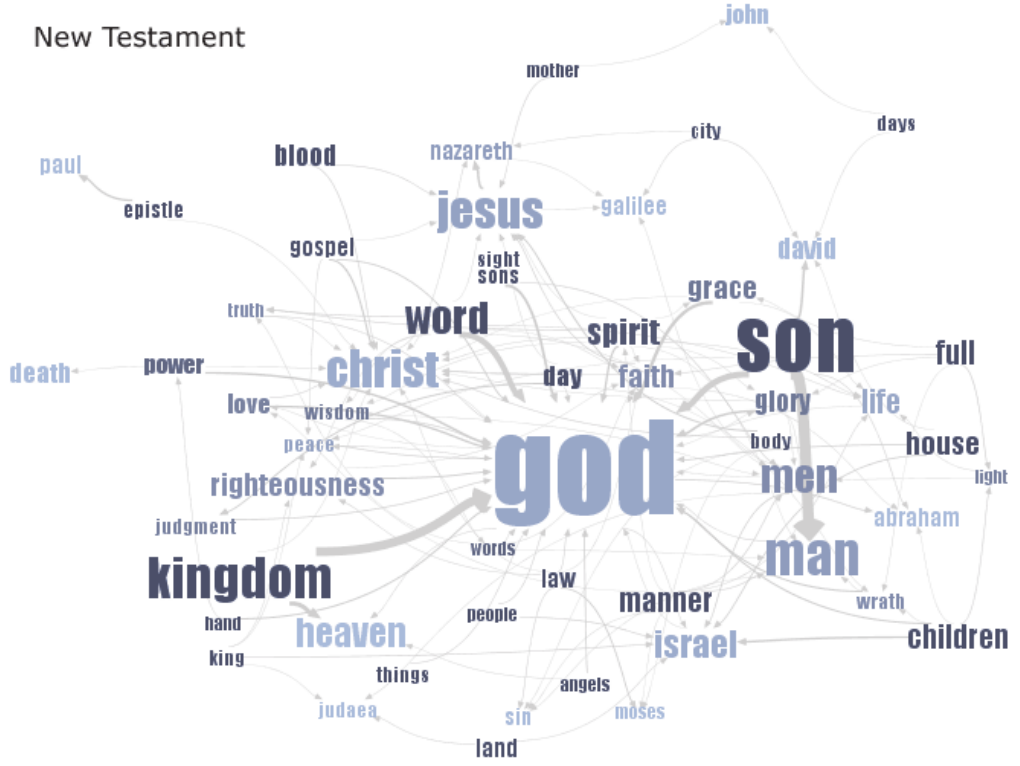 New Testament
john
mother
city
days
blood
nazareth
paul
epistle
jesus
galilee
gospel
david
sight
sons
grace
truth
word
spirit
son
full
death
power
christ
day
faith
love
wisdom
glory
life
peace
body
house
god
righteousness
men
light
judgment
abraham
words
man
kingdom
law
manner
wrath
hand
people
heaven
israel
children
king
things
angels
judaea
sin
moses
land